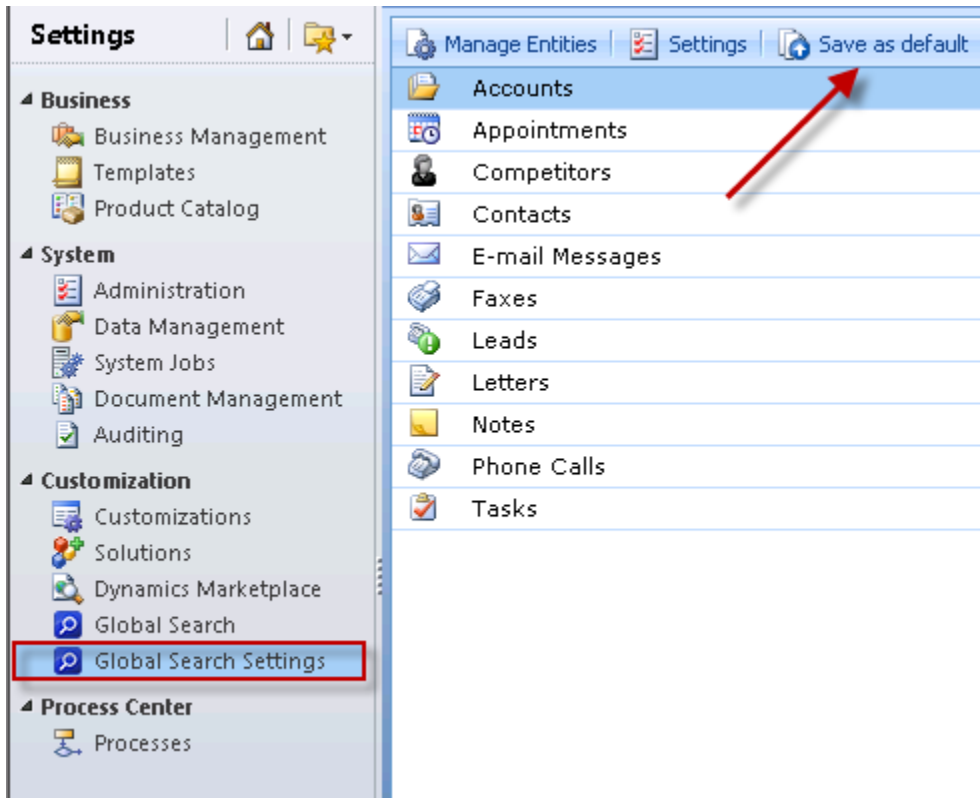 Settings
Business
Business Management
Templates
Product Catalog
System
Administration
Data Management
System Jobs
Document Management
Auditing
Customization
Customizations
Solutions
Dynamics Marketplace
Global Search
Global Search Settings
Process Center
Processes
Manage Entities Settings Save as default
Accounts
Appointments
Competitors
Contacts
E-mail Messages
Faxes
Leads
Letters
Notes
Phone Calls
Tasks